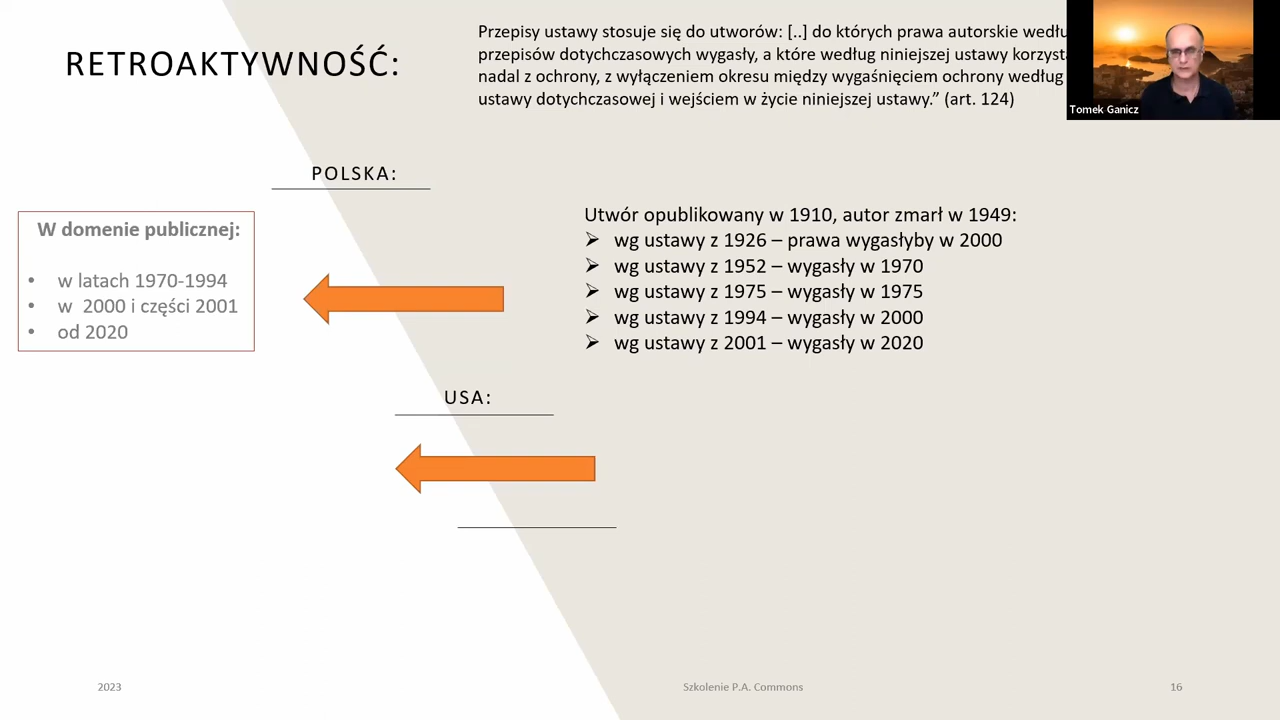 RETROAKTYWNOŚĆ:
Przepisy ustawy stosuje się do utworów: [..] do których prawa autorskie
przepisów dotychczasowych wygasły, a które według niniejszej ustawy
nadal z ochrony, z wyłączeniem okresu między wygaśnięciem ochrony według
ustawy dotychczasowej i wejściem w życie niniejszej ustawy.” (art. 124)
Tomek Ganicz
POLSKA:
W domenie publicznej:
• w latach 1970-1994
• w 2000 i części 2001
• od 2020
Utwór opublikowany w 1910, autor zmarł w 1949:
➢ wg ustawy z 1926 – prawa wygasłyby w 2000
➢ wg ustawy z 1952 – wygasły w 1970
➢ wg ustawy z 1975 – wygasły w 1975
➢ wg ustawy z 1994 – wygasły w 2000
➢ wg ustawy z 2001 – wygasły w 2020
USA:
2023
Szkolenie P.A. Commons
16